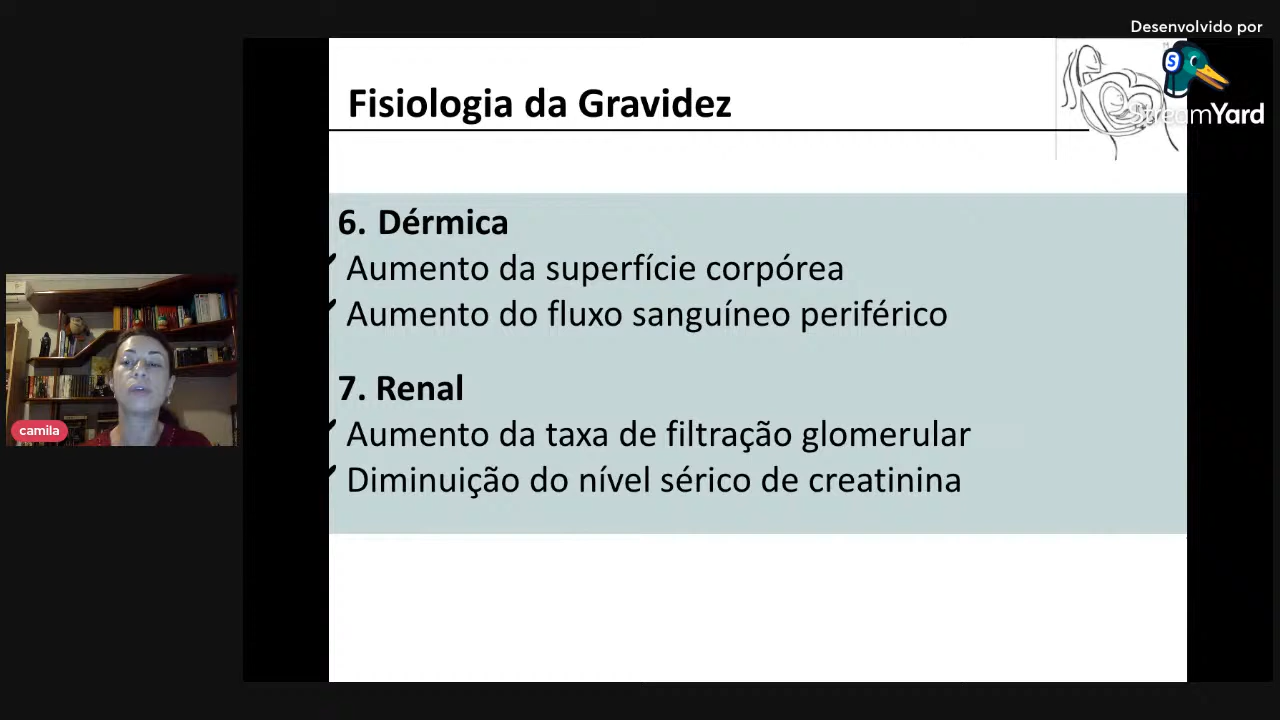 Desenvolvido por
StreamYard
Fisiologia da Gravidez
6. Dérmica
Aumento da superfície corpórea
Aumento do fluxo sanguíneo periférico
7. Renal
Aumento da taxa de filtração glomerular
Diminuição do nível sérico de creatinina
camila